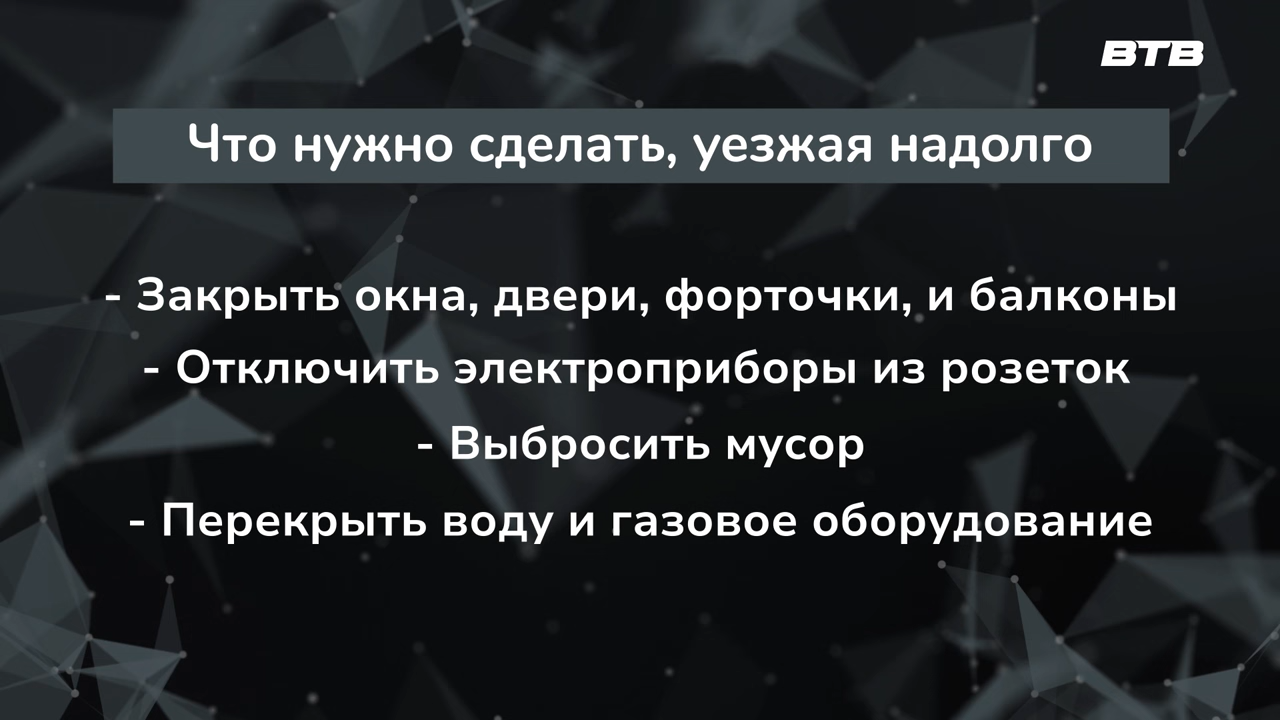 ВТВ
Что нужно сделать, уезжая надолго
- Закрыть окна, двери, форточки, и балконы
- Отключить электроприборы из розеток
- Выбросить мусор
- Перекрыть воду и газовое оборудование